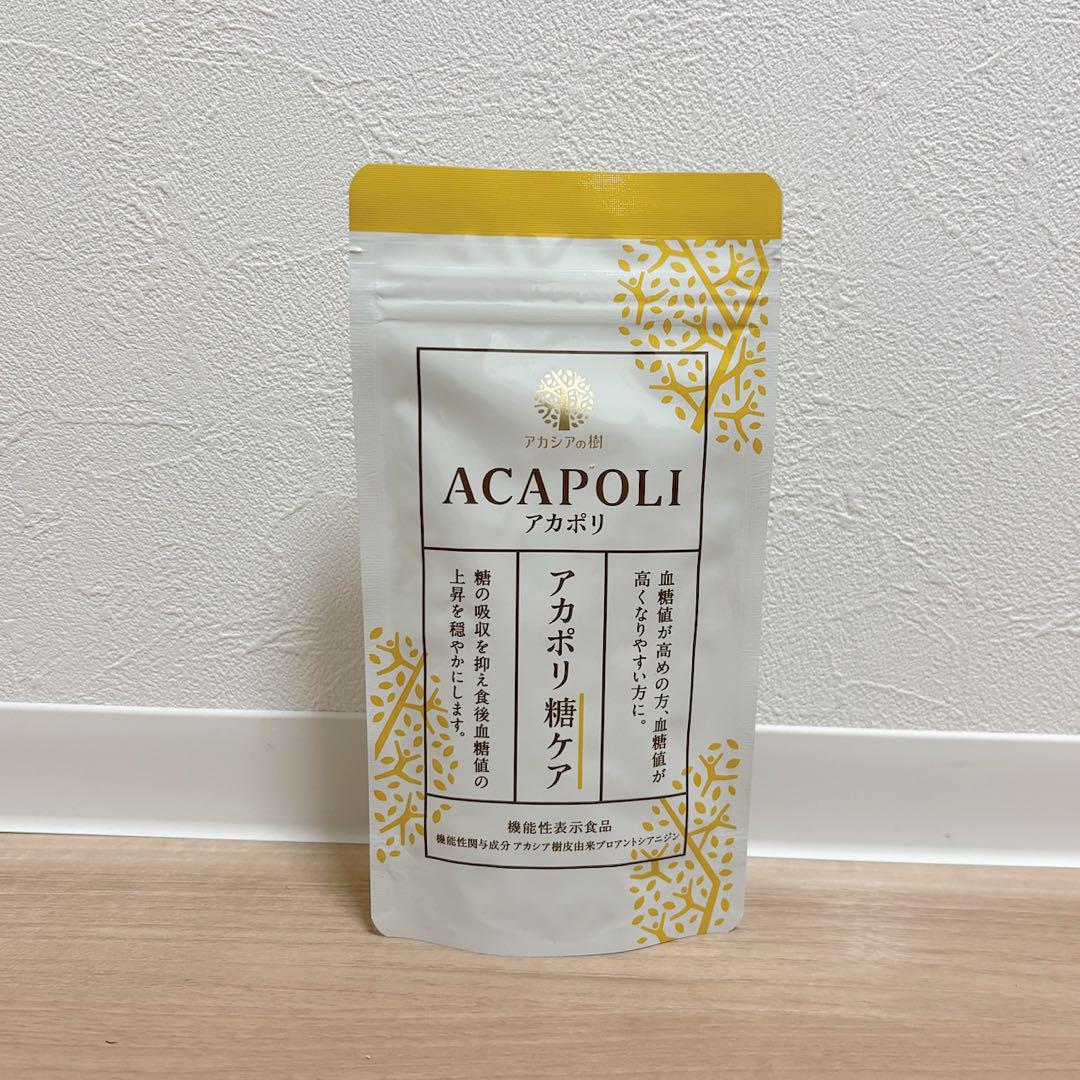 アカシアの樹
ACAPOLI
アカポリ
血糖値が高めの方、血糖値が
高くなりやすい方に。
アカポリ糖ケア
糖の吸収を抑え食後血糖値の
上昇を穏やかにします。
機能性表示食品
機能性関与成分 アカシア樹皮由来プロアントシアニジン